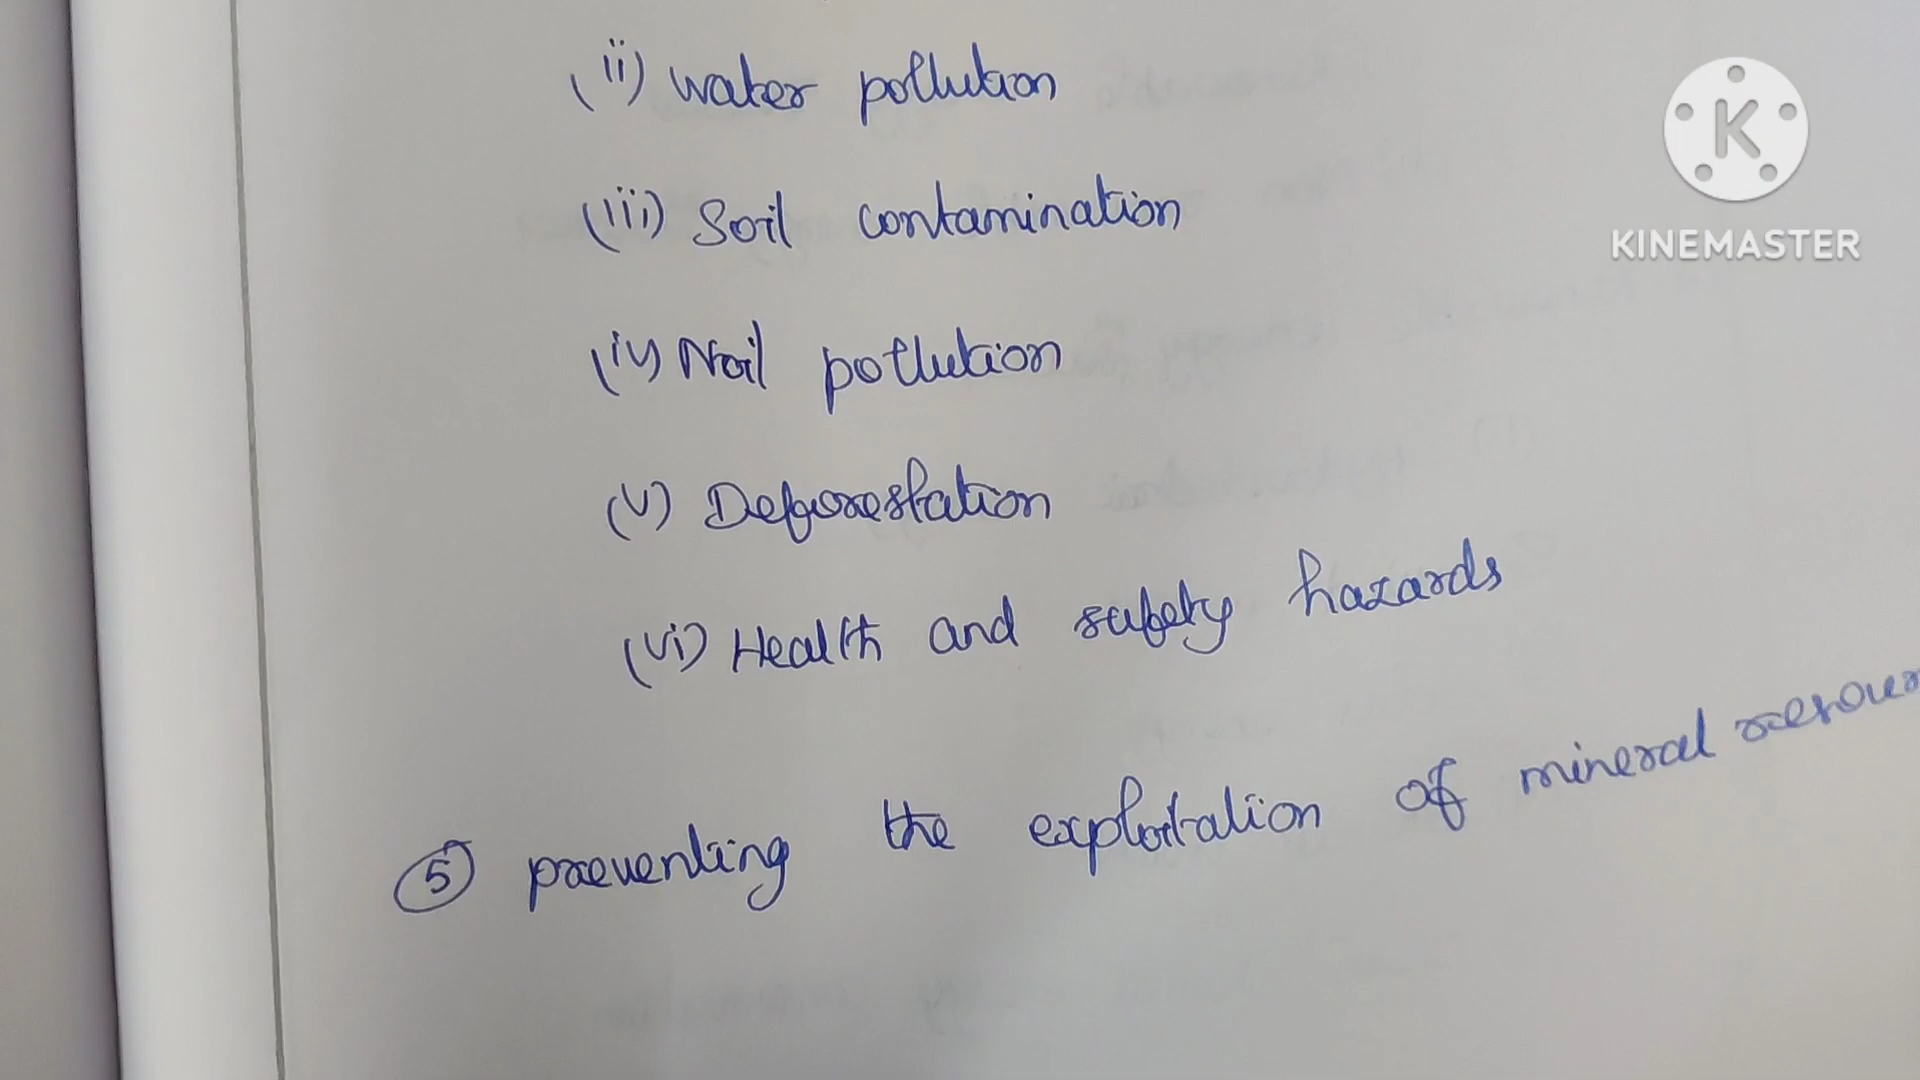 (ii) water pollution
(iii) Soil contamination
(iv) Noil pollution
(v) Deforestation
(vi) Health and safety hazards
(5) preventing the exploitation of mineral resour
K
KINEMASTER